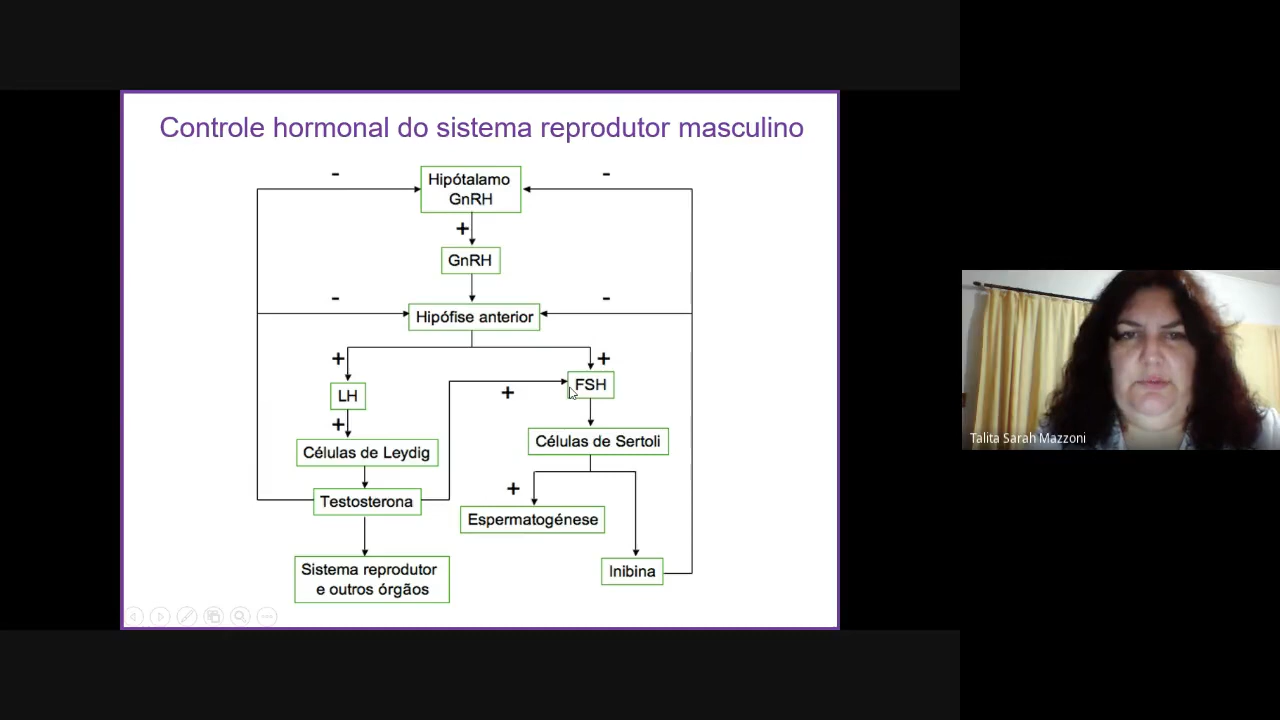 Controle hormonal do sistema reprodutor masculino
-
-
Hipótalamo
GnRH
+
GnRH
-
-
Hipófise anterior
+
+
LH
FSH
+
+
Células de Sertoli
Células de Leydig
+
Testosterona
Espermatogénese
Sistema reprodutor
e outros órgãos
Inibina
Talita Sarah Mazzoni